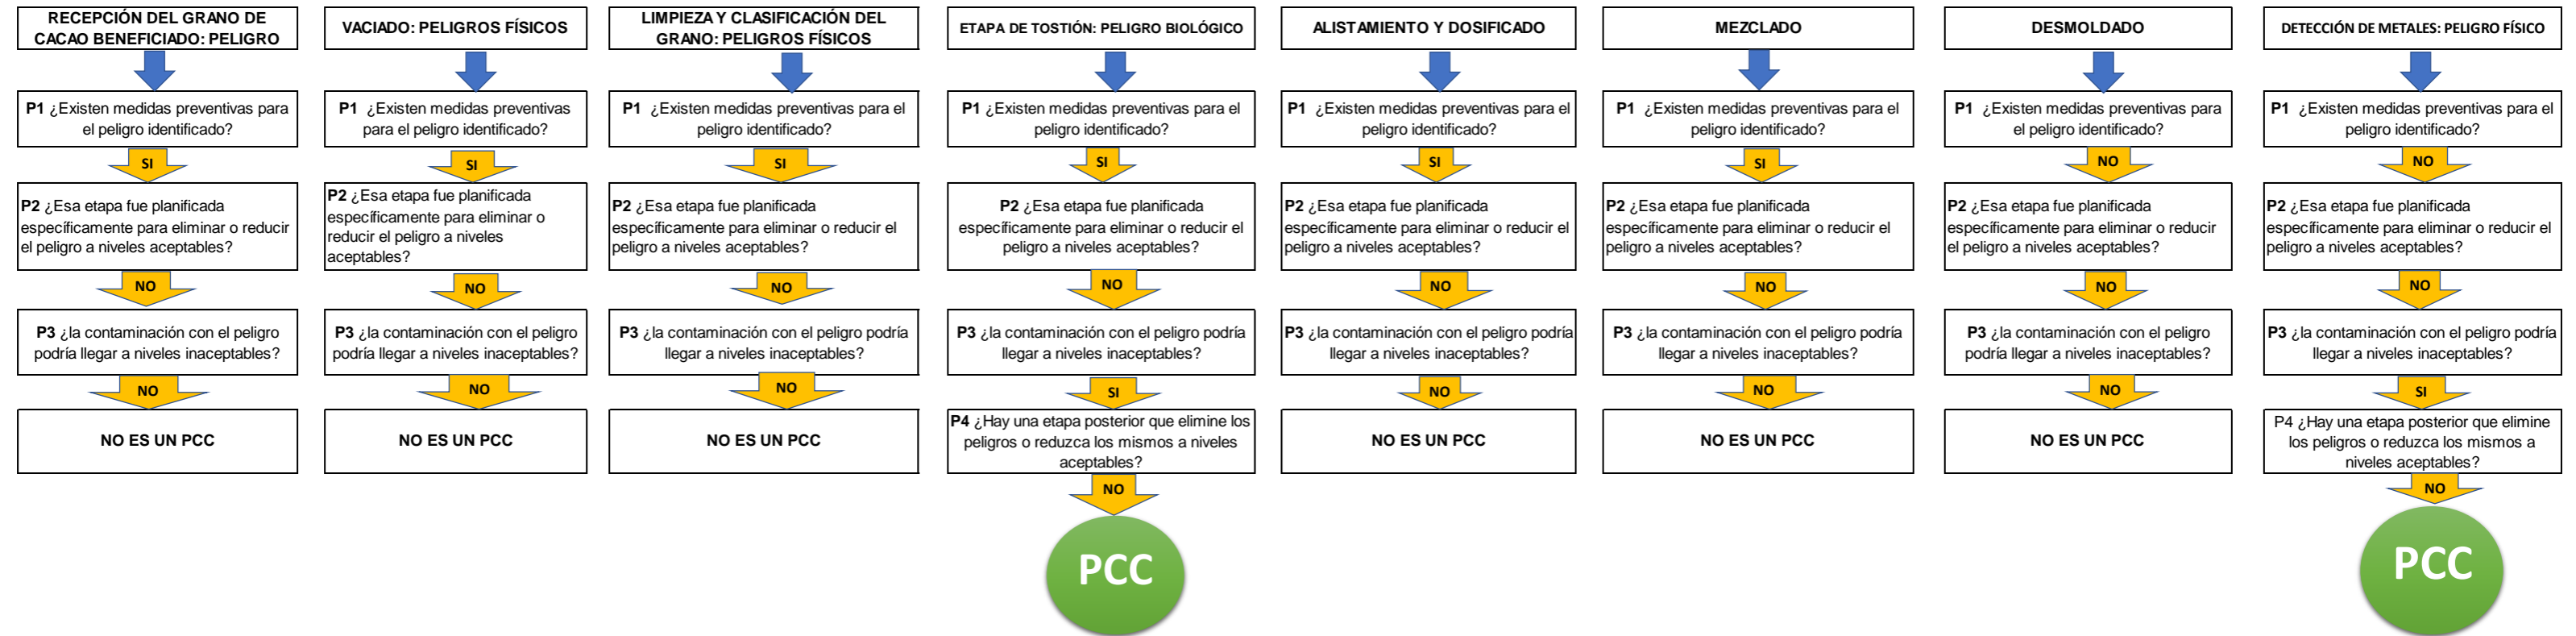 RECEPCIÓN DEL GRANO DE
CACAO BENEFICIADO: PELIGRO
P1 ¿Existen medidas preventivas para
el peligro identificado?
SI
P2 ¿Esa etapa fue planificada
específicamente para eliminar o reducir
el peligro a niveles aceptables?
NO
P3 ¿la contaminación con el peligro
podría llegar a niveles inaceptables?
NO
NO ES UN PCC
VACIADO: PELIGROS FÍSICOS
P1 ¿Existen medidas preventivas
para el peligro identificado?
SI
P2 ¿Esa etapa fue planificada
específicamente para eliminar o
reducir el peligro a niveles
aceptables?
NO
P3 ¿la contaminación con el peligro
podría llegar a niveles inaceptables?
NO
NO ES UN PCC
LIMPIEZA Y CLASIFICACIÓN DEL
GRANO: PELIGROS FÍSICOS
P1 ¿Existen medidas preventivas para el
peligro identificado?
SI
P2 ¿Esa etapa fue planificada
específicamente para eliminar o reducir el
peligro a niveles aceptables?
NO
P3 ¿la contaminación con el peligro podría
llegar a niveles inaceptables?
NO
NO ES UN PCC
ETAPA DE TOSTIÓN: PELIGRO BIOLÓGICO
P1 ¿Existen medidas preventivas para el
peligro identificado?
SI
P2 ¿Esa etapa fue planificada
específicamente para eliminar o reducir el
peligro a niveles aceptables?
NO
P3 ¿la contaminación con el peligro podría
llegar a niveles inaceptables?
SI
P4 ¿Hay una etapa posterior que elimine los
peligros o reduzca los mismos a niveles
aceptables?
NO
PCC
ALISTAMIENTO Y DOSIFICADO
P1 ¿Existen medidas preventivas para el
peligro identificado?
SI
P2 ¿Esa etapa fue planificada
específicamente para eliminar o reducir el
peligro a niveles aceptables?
NO
P3 ¿la contaminación con el peligro podría
llegar a niveles inaceptables?
NO
NO ES UN PCC
MEZCLADO
P1 ¿Existen medidas preventivas para el
peligro identificado?
SI
P2 ¿Esa etapa fue planificada
específicamente para eliminar o reducir el
peligro a niveles aceptables?
NO
P3 ¿la contaminación con el peligro podría
llegar a niveles inaceptables?
NO
NO ES UN PCC
DESMOLDADO
P1 ¿Existen medidas preventivas para
el peligro identificado?
NO
P2 ¿Esa etapa fue planificada
específicamente para eliminar o reducir
el peligro a niveles aceptables?
NO
P3 ¿la contaminación con el peligro
podría llegar a niveles inaceptables?
NO
NO ES UN PCC
DETECCIÓN DE METALES: PELIGRO FÍSICO
P1 ¿Existen medidas preventivas para el
peligro identificado?
NO
P2 ¿Esa etapa fue planificada
específicamente para eliminar o reducir el
peligro a niveles aceptables?
NO
P3 ¿la contaminación con el peligro podría
llegar a niveles inaceptables?
SI
P4 ¿Hay una etapa posterior que elimine
los peligros o reduzca los mismos a
niveles aceptables?
NO
PCC